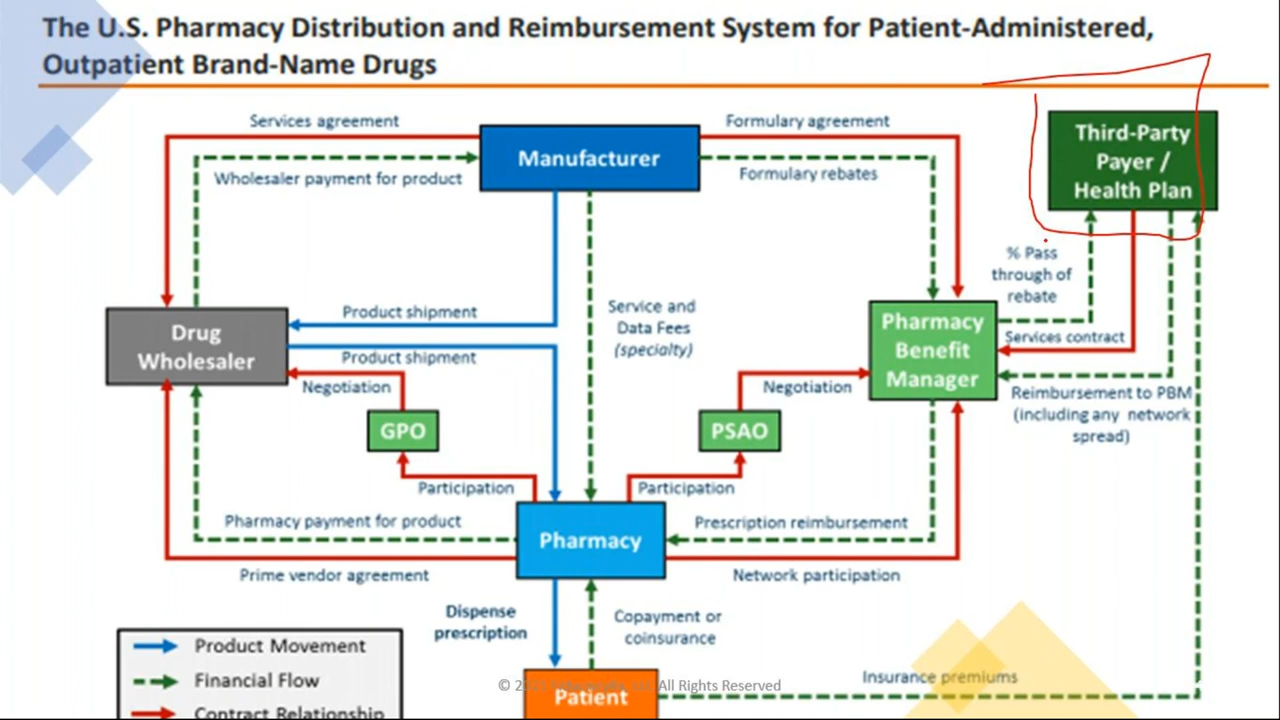 The U.S. Pharmacy Distribution and Reimbursement System for Patient-Administered,
Outpatient Brand-Name Drugs
Services agreement
Formulary agreement
Manufacturer
Wholesaler payment for product
Formulary rebates
Third-Party
Payer /
Health Plan
% Pass
through of
rebate
Product shipment
Service and
Data Fees
(specialty)
Drug
Wholesaler
Pharmacy
Benefit
Manager
Services contract
Product shipment
Negotiation
Negotiation
Reimbursement to PBM
(including any network
spread)
GPO
PSAO
Participation
Participation
Pharmacy payment for product
Pharmacy
Prescription reimbursement
Prime vendor agreement
Network participation
Dispense
prescription
Copayment or
coinsurance
Product Movement
Financial Flow
Contract Relationship
Insurance premiums
©
All Rights Reserved
Patient